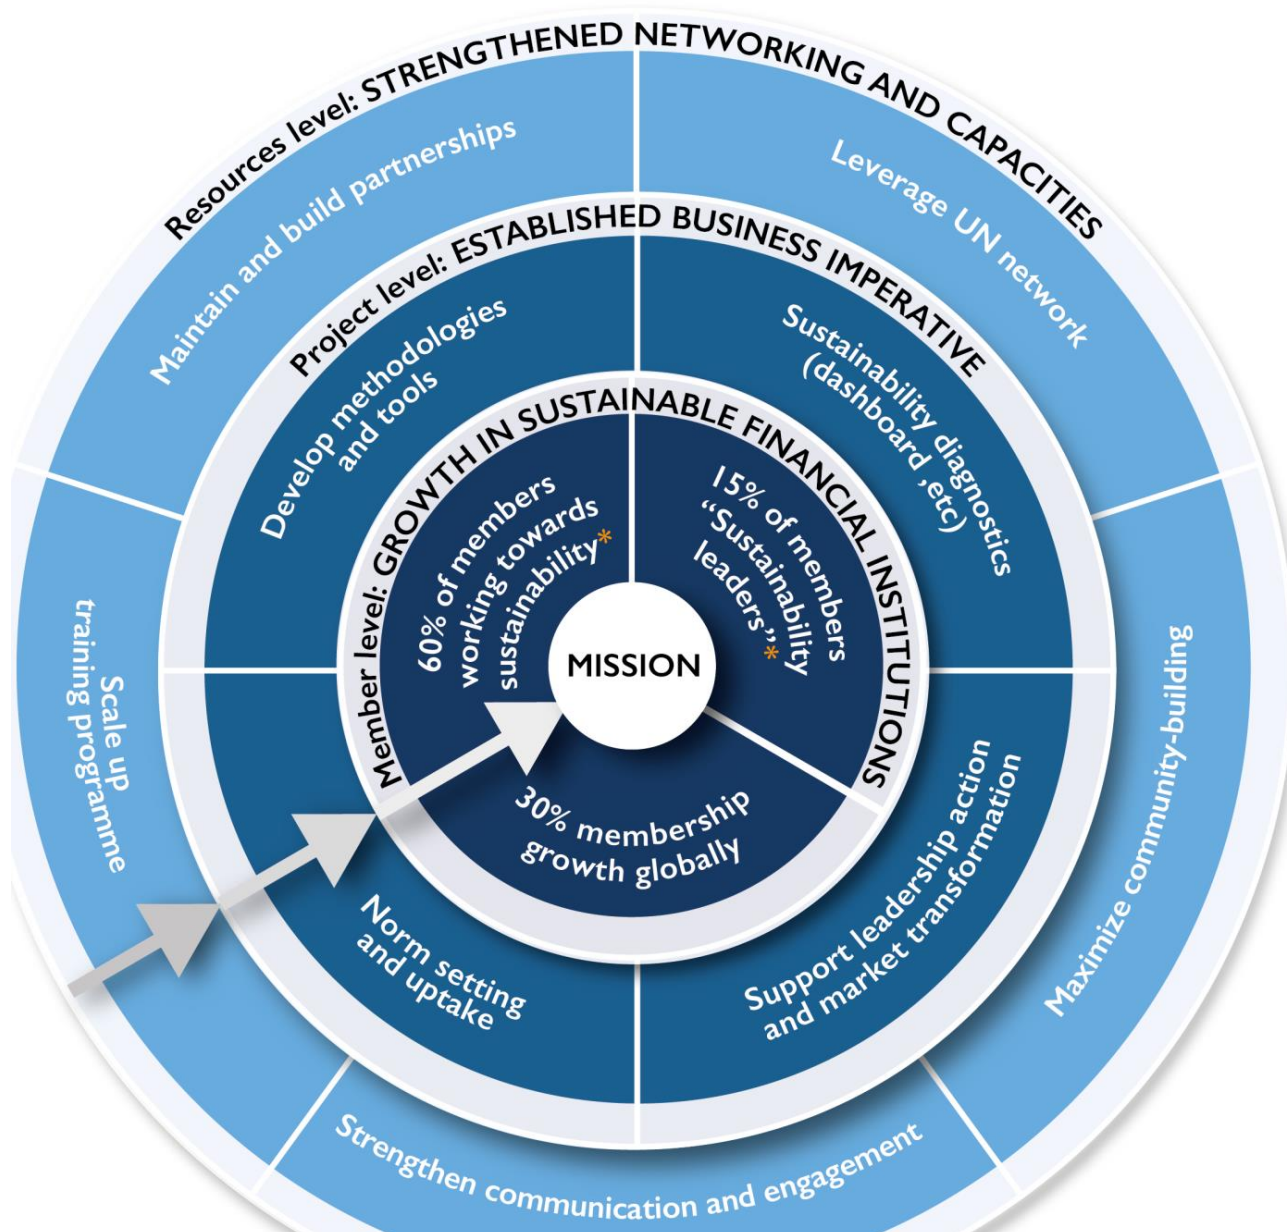 Resources level: STRENGTHENED NETWORKING AND CAPACITIES
Maintain and build partnerships
Leverage UN network
Project level: ESTABLISHED BUSINESS IMPERATIVE
Develop methodologies
and tools
Sustainability diagnostics
(dashboard ,etc)
Member level: GROWTH IN SUSTAINABLE FINANCIAL INSTITUTIONS
60% of members
working towards
sustainability*
15% of members
“Sustainability
leaders”*
MISSION
30% membership
growth globally
Scale up
training programme
Norm setting
and uptake
Support leadership action
and market transformation
Maximize community-building
Strengthen communication and engagement